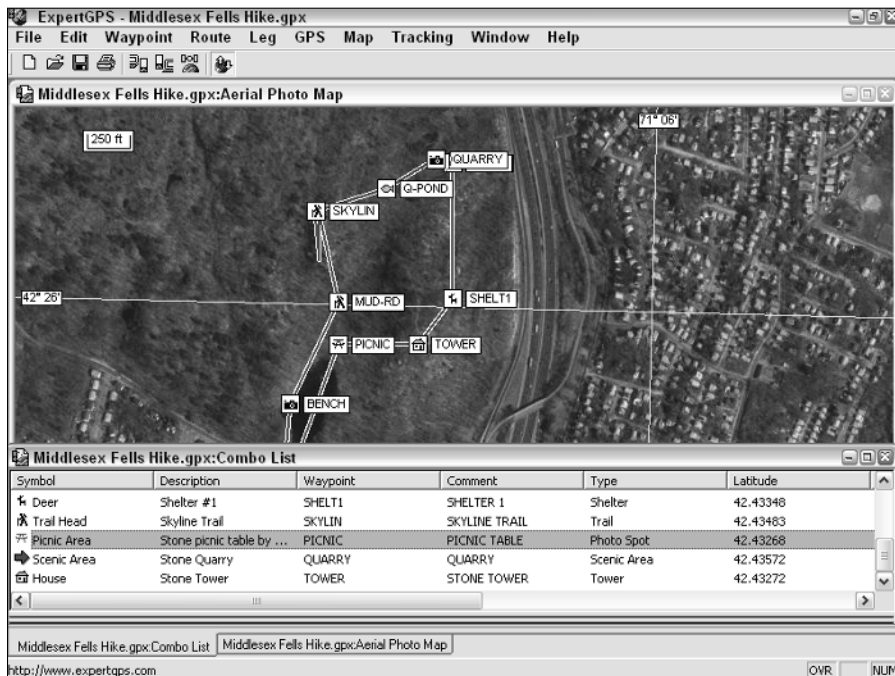 ExpertGPS - Middlesex Fells Hike.gpx
File Edit Waypoint Route Leg GPS Map Tracking Window Help
Middlesex Fells Hike.gpx:Aerial Photo Map
250 ft
71° 06'
QUARRY
Q-POND
SKYLIN
42° 26'
MUD-RD
SHELT1
PICNIC
TOWER
BENCH
Middlesex Fells Hike.gpx:Combo List
Symbol Description Waypoint Comment Type Latitude
Deer Shelter #1 SHELT1 SHELTER 1 Shelter 42.43348
Trail Head Skyline Trail SKYLIN SKYLINE TRAIL Trail 42.43483
Picnic Area Stone picnic table by ... PICNIC PICNIC TABLE Photo Spot 42.43268
Scenic Area Stone Quarry QUARRY QUARRY Scenic Area 42.43572
House Stone Tower TOWER STONE TOWER Tower 42.43272
Middlesex Fells Hike.gpx:Combo List Middlesex Fells Hike.gpx:Aerial Photo Map
http://www.expertgps.com OVR NUM